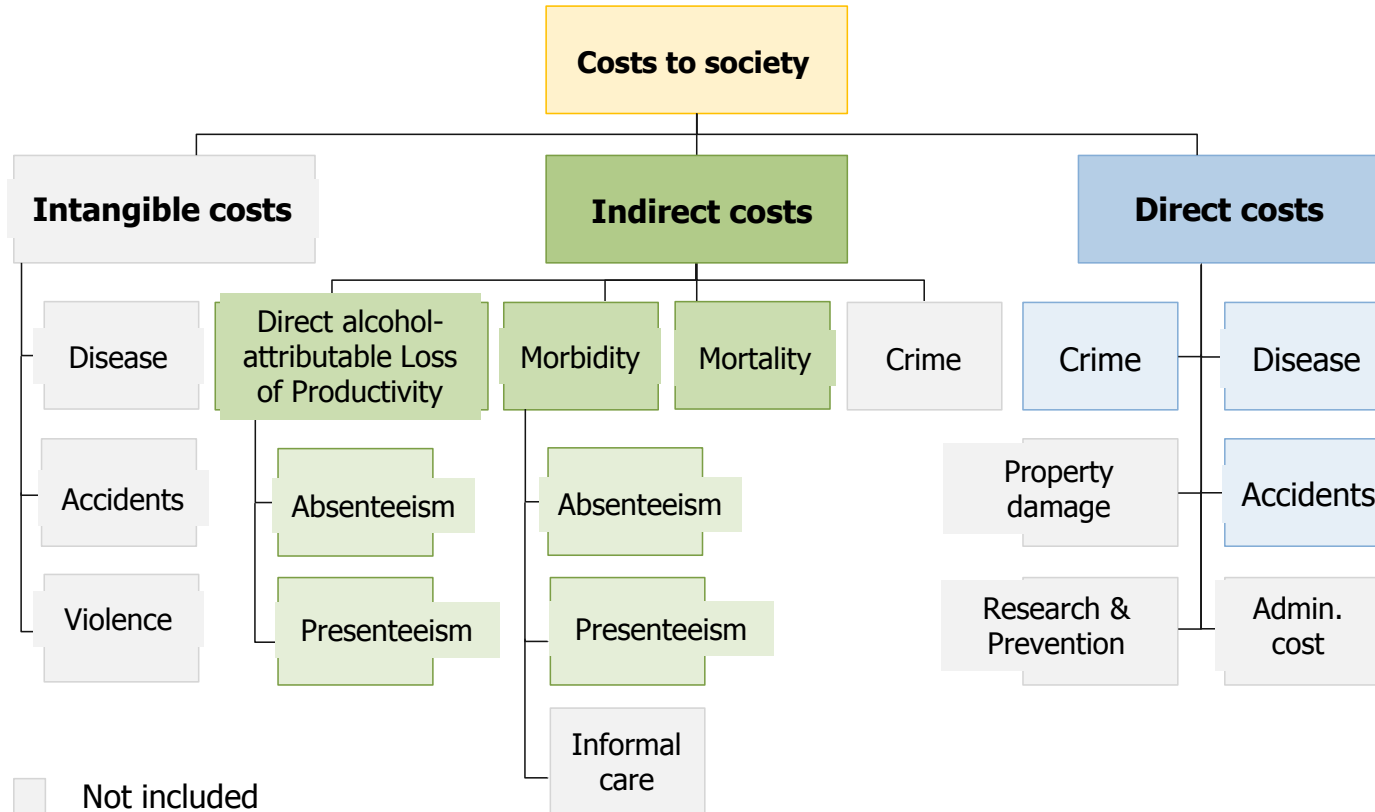 Costs to society
Intangible costs
Indirect costs
Direct costs
Disease
Direct alcohol-
attributable Loss
of Productivity
Morbidity
Mortality
Crime
Crime
Disease
Accidents
Absenteeism
Absenteeism
Property
damage
Accidents
Violence
Presenteeism
Presenteeism
Research &
Prevention
Admin.
cost
Informal
care
Not included